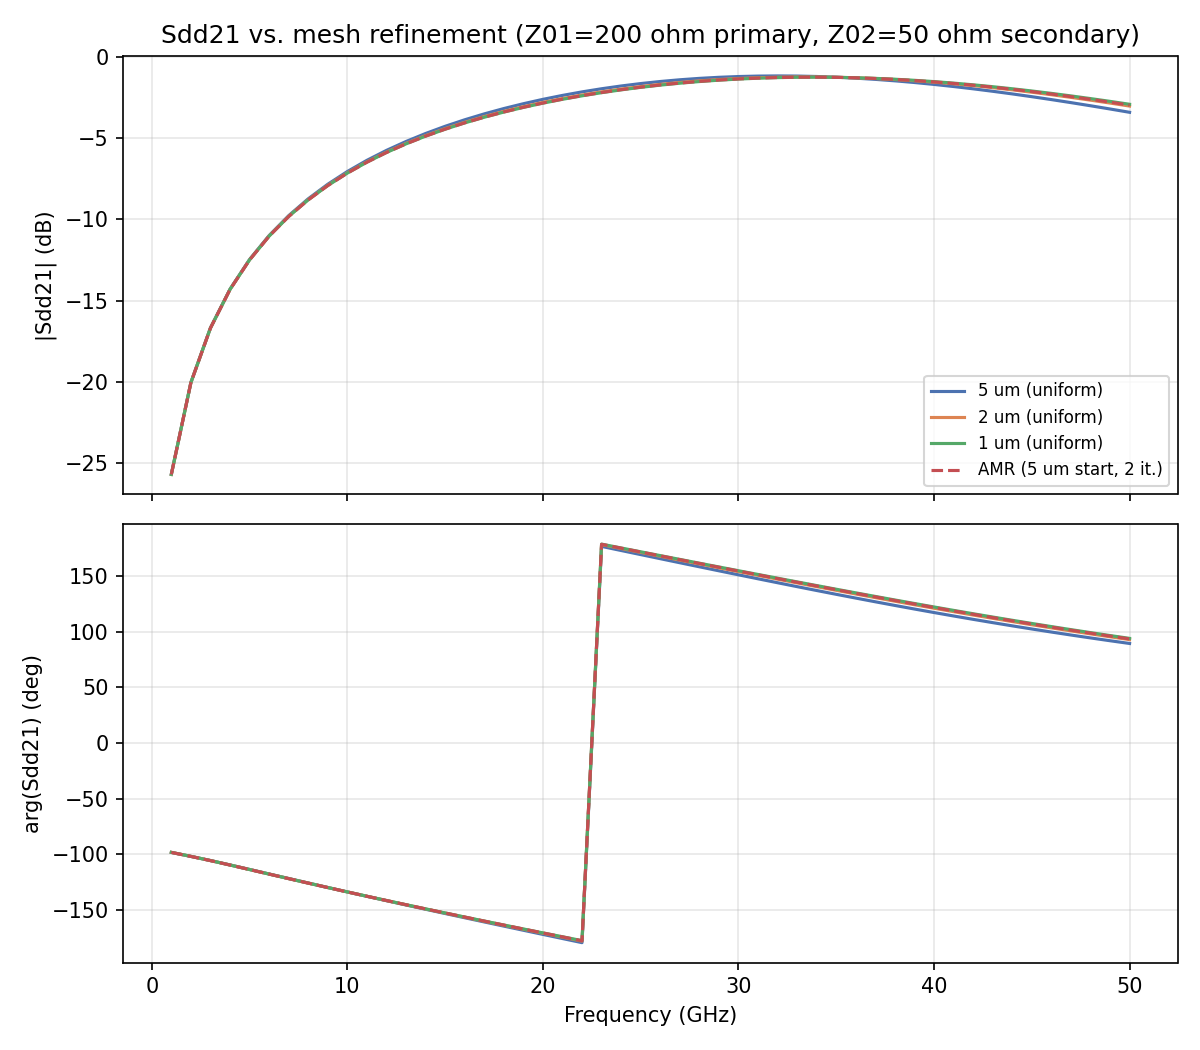 Sdd21 vs. mesh refinement (Z01=200 ohm primary, Z02=50 ohm secondary)
|Sdd21| (dB)
0
−5
−10
−15
−20
−25
5 um (uniform)
2 um (uniform)
1 um (uniform)
AMR (5 um start, 2 it.)
arg(Sdd21) (deg)
150
100
50
0
−50
−100
−150
0 10 20 30 40 50
Frequency (GHz)